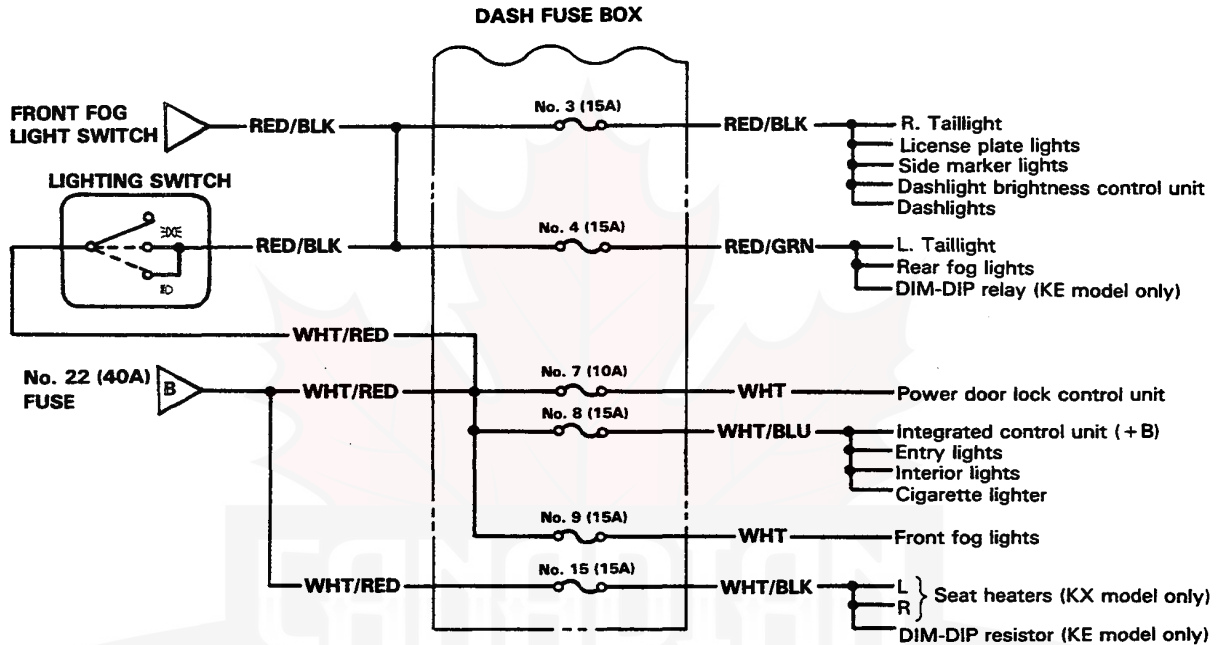 DASH FUSE BOX
FRONT FOG
LIGHT SWITCH
RED/BLK
No. 3 (15A)
RED/BLK
R. Taillight
License plate lights
Side marker lights
Dashlight brightness control unit
Dashlights
LIGHTING SWITCH
RED/BLK
No. 4 (15A)
RED/GRN
L. Taillight
Rear fog lights
DIM-DIP relay (KE model only)
WHT/RED
No. 22 (40A)
FUSE
B
WHT/RED
No. 7 (10A)
WHT
Power door lock control unit
No. 8 (15A)
WHT/BLU
Integrated control unit (+B)
Entry lights
Interior lights
Cigarette lighter
No. 9 (15A)
WHT
Front fog lights
WHT/RED
No. 15 (15A)
WHT/BLK
L
R
Seat heaters (KX model only)
DIM-DIP resistor (KE model only)
CANADIAN